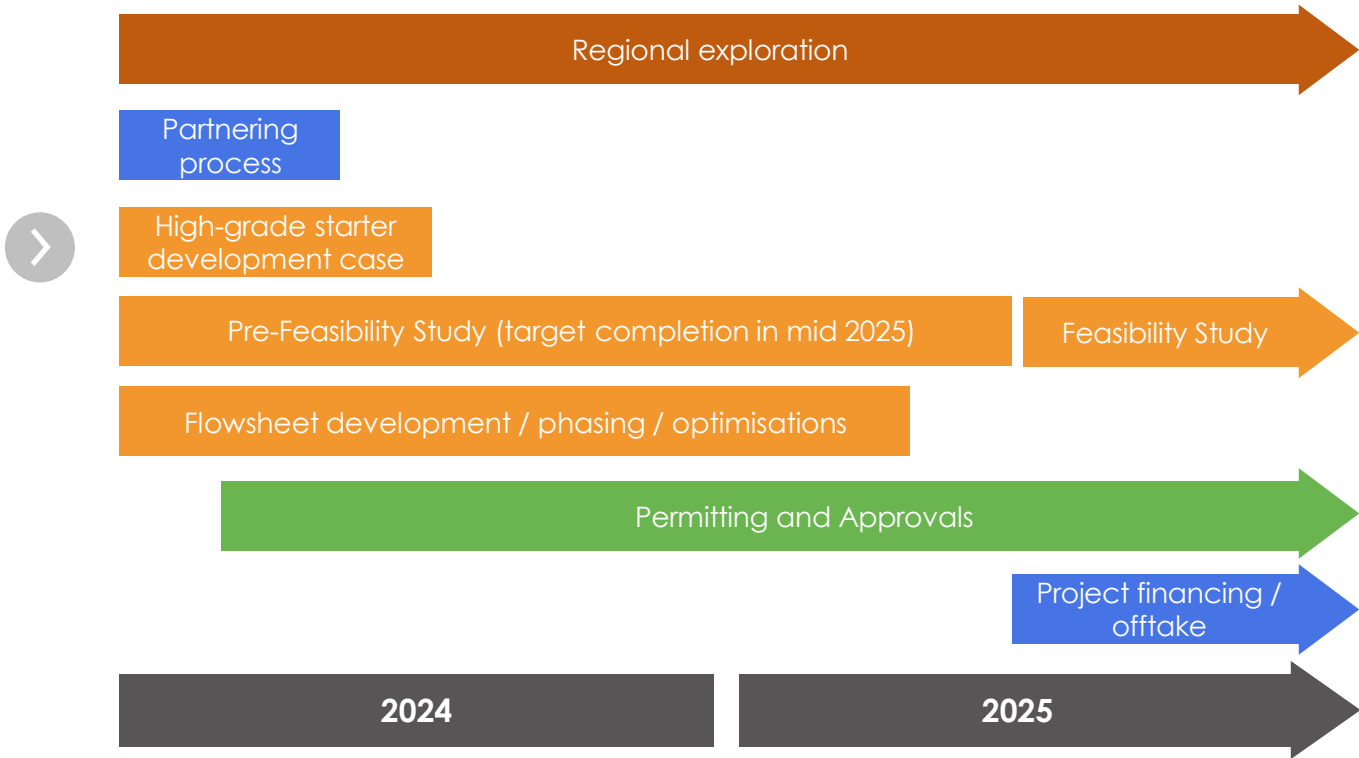 Regional exploration
Partnering
process
High-grade starter
development case
Pre-Feasibility Study (target completion in mid 2025)
Feasibility Study
Flowsheet development / phasing / optimisations
Permitting and Approvals
Project financing /
offtake
2024
2025